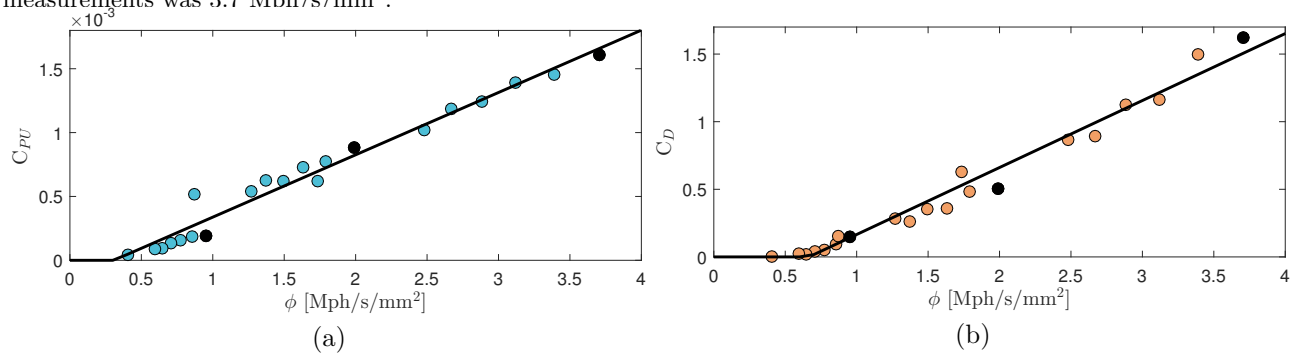 measurements was 3.7 Mph/s/mm².
×10⁻³
1.5
1
0.5
0
0 0.5 1 1.5 2 2.5 3 3.5 4
C_PU
ϕ [Mph/s/mm²]
(a)
1.5
1
0.5
0
0 0.5 1 1.5 2 2.5 3 3.5 4
C_D
ϕ [Mph/s/mm²]
(b)